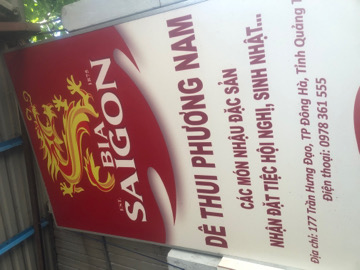 BIA
SAIGON
1875
DÊ THUI PHƯƠNG NAM
CÁC MÓN NHẬU ĐẶC SẢN
NHẬN ĐẶT TIỆC HỘI NGHỊ, SINH NHẬT...
Địa chỉ: 177 Trần Hưng Đạo, TP Đông Hà, Tỉnh Quảng T
Điện thoại: 0978 361 555